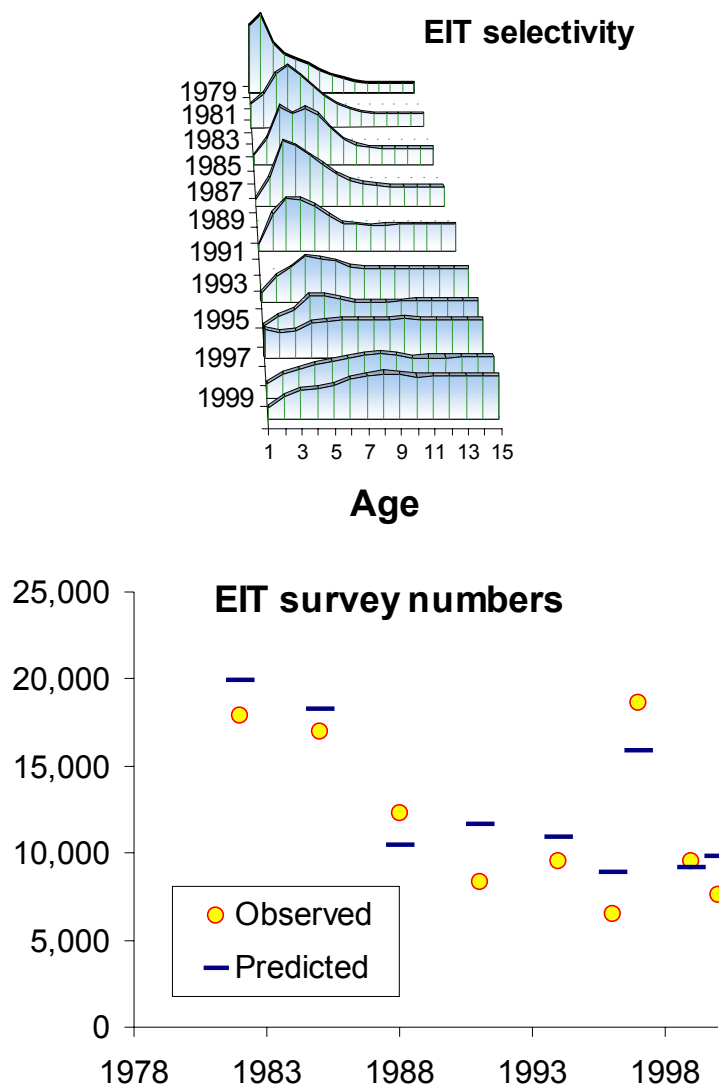 EIT selectivity
1979
1981
1983
1985
1987
1989
1991
1993
1995
1997
1999
1 3 5 7 9 11 13 15
Age
EIT survey numbers
25,000
20,000
15,000
10,000
5,000
0
Observed
Predicted
1978 1983 1988 1993 1998